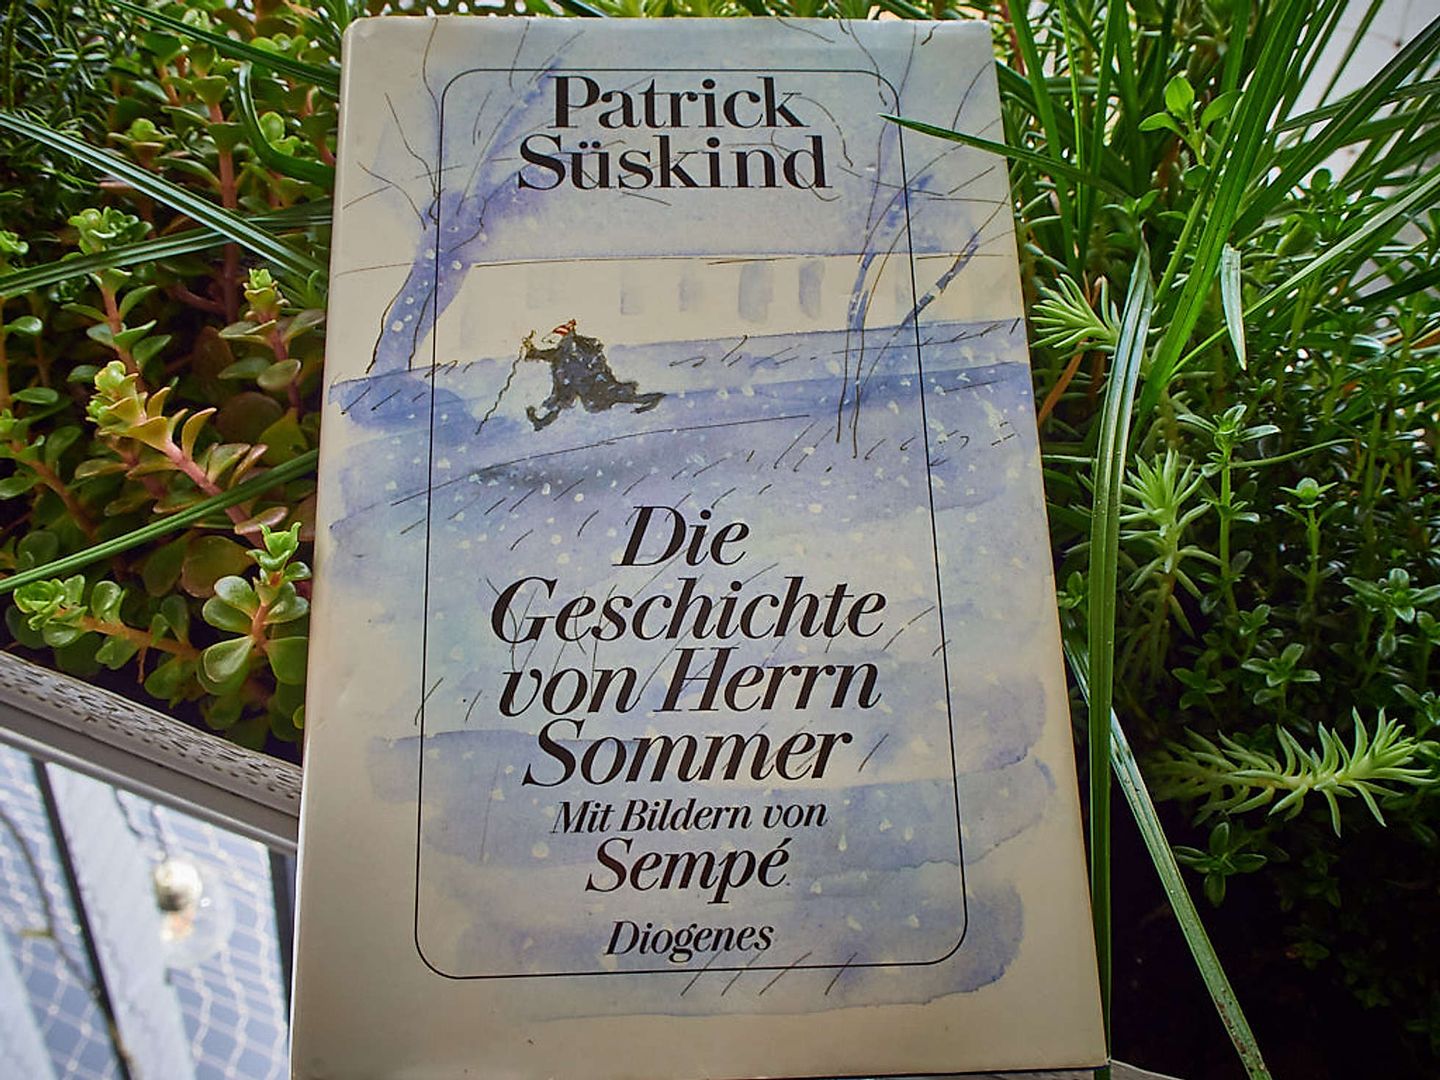 Patrick
Süskind
Die
Geschichte
von Herrn
Sommer
Mit Bildern von
Sempé
Diogenes